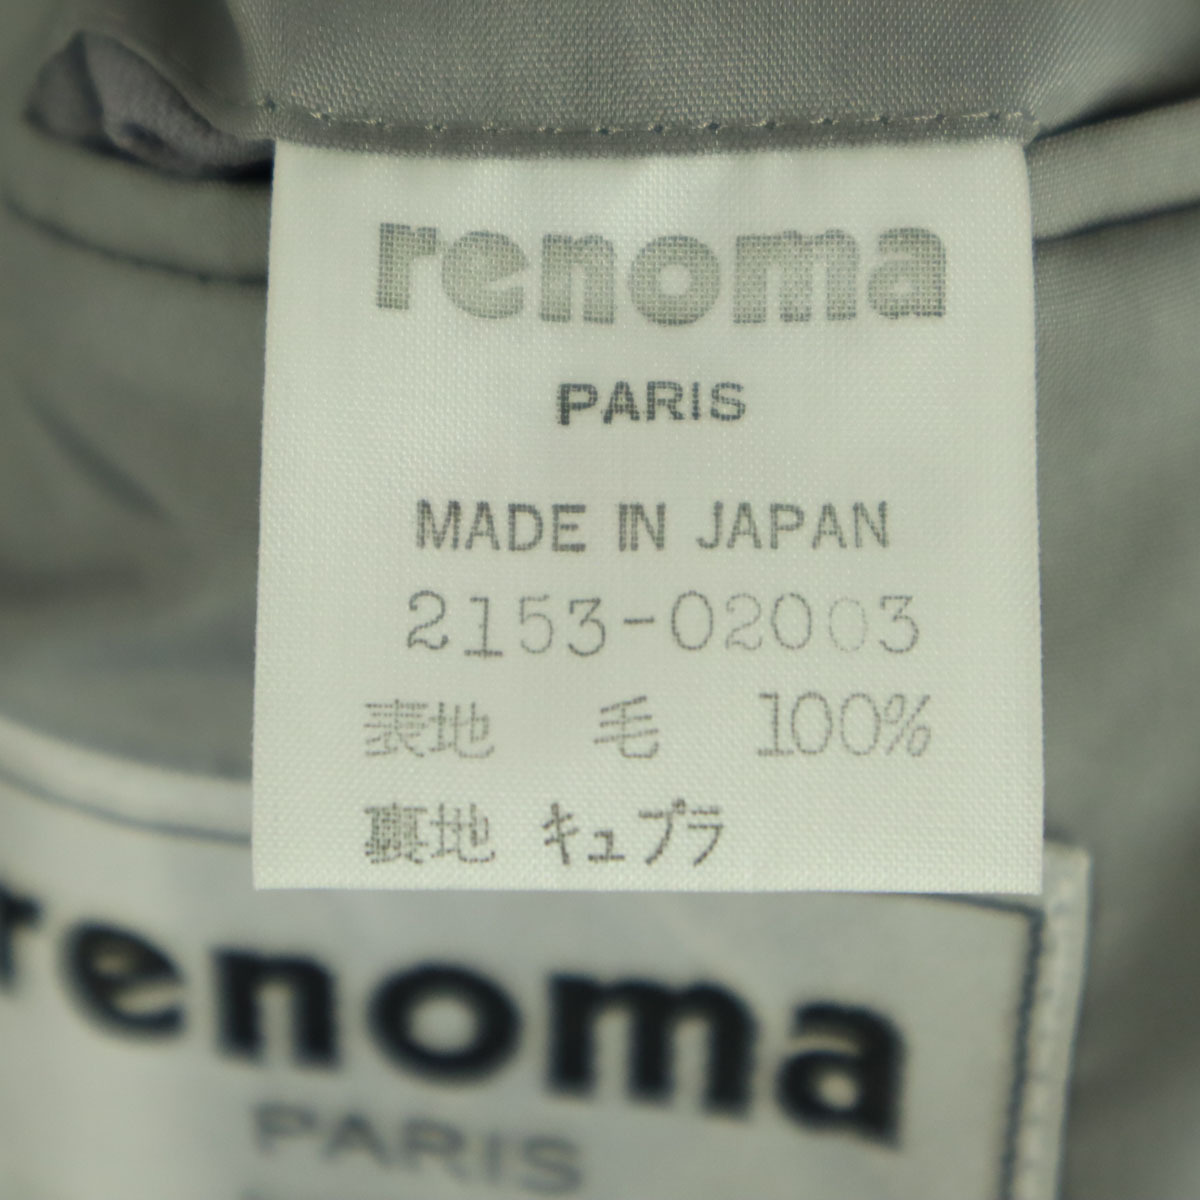 renoma
PARIS
MADE IN JAPAN
2153-02003
表地 毛 100%
裏地 キュプラ
renoma
PARIS